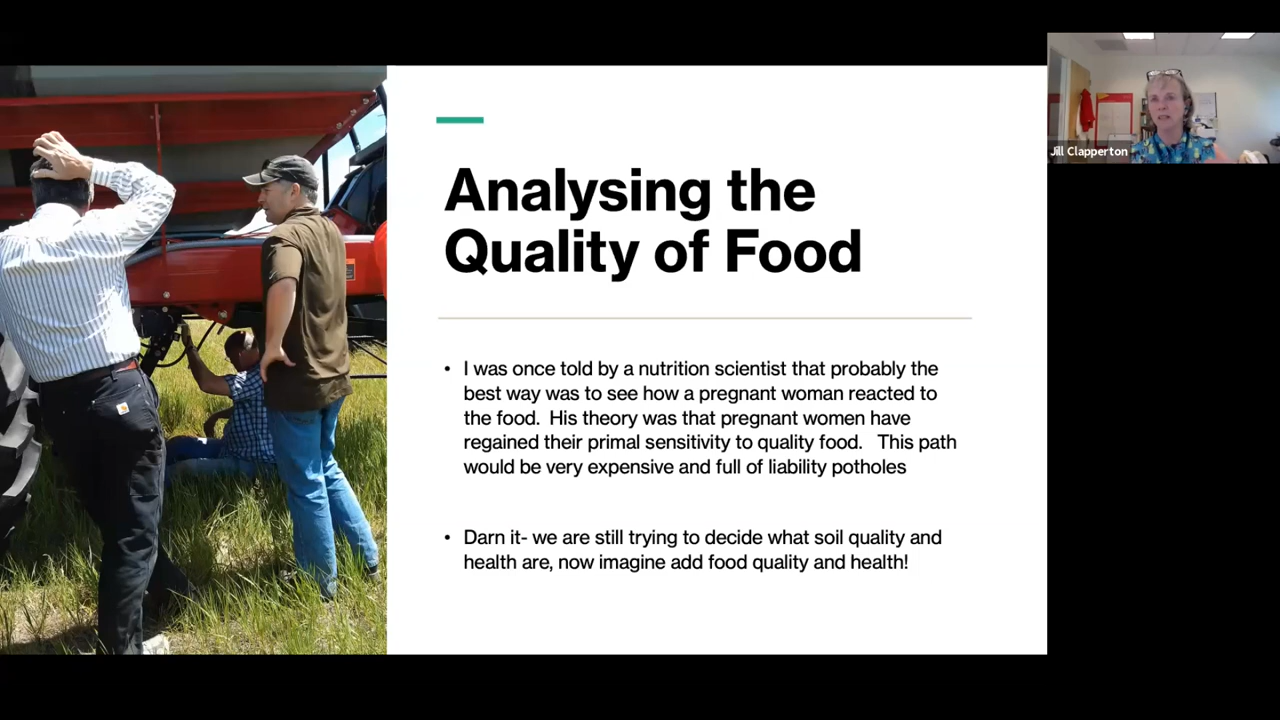 Analysing the
Quality of Food
• I was once told by a nutrition scientist that probably the
best way was to see how a pregnant woman reacted to
the food.  His theory was that pregnant women have
regained their primal sensitivity to quality food.   This path
would be very expensive and full of liability potholes
• Darn it- we are still trying to decide what soil quality and
health are, now imagine add food quality and health!
Jill Clapperton